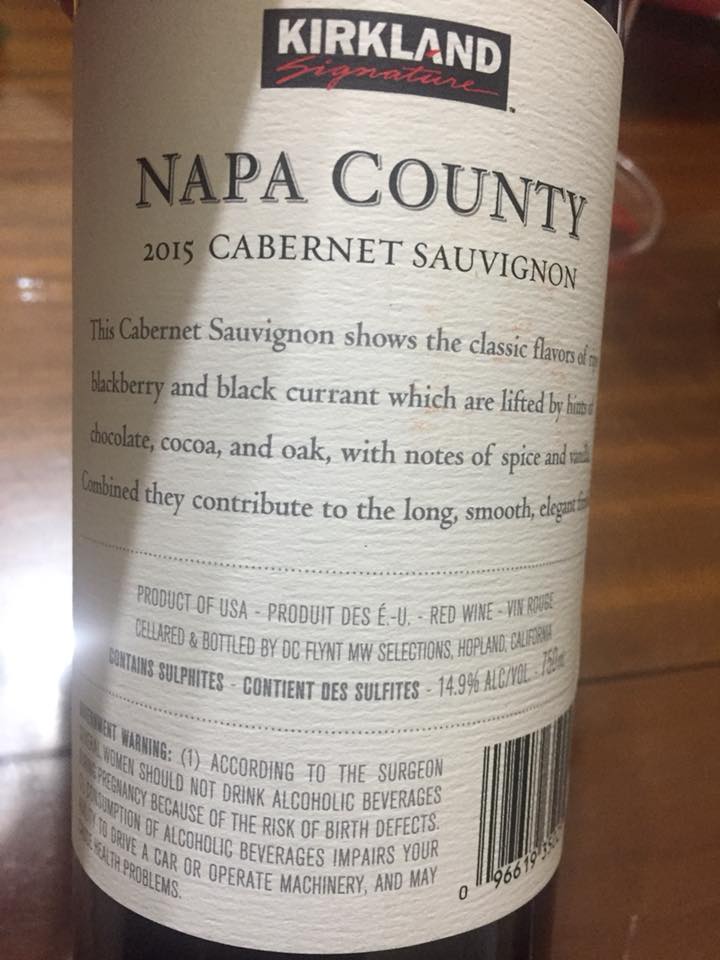 KIRKLAND
Signature
NAPA COUNTY
2015 CABERNET SAUVIGNON
This Cabernet Sauvignon shows the classic flavors of
blackberry and black currant which are lifted by hints
chocolate, cocoa, and oak, with notes of spice and
Combined they contribute to the long, smooth, elegant
PRODUCT OF USA - PRODUIT DES É.-U. - RED WINE - VIN ROUGE
CELLARED & BOTTLED BY DC FLYNT MW SELECTIONS, HOPLAND, CALIFORNIA
CONTAINS SULPHITES - CONTIENT DES SULFITES - 14.9% ALC/VOL - 750mL
WARNING: (1) ACCORDING TO THE SURGEON
WOMEN SHOULD NOT DRINK ALCOHOLIC BEVERAGES
PREGNANCY BECAUSE OF THE RISK OF BIRTH DEFECTS.
CONSUMPTION OF ALCOHOLIC BEVERAGES IMPAIRS YOUR
TO DRIVE A CAR OR OPERATE MACHINERY, AND MAY
HEALTH PROBLEMS.
0 96619